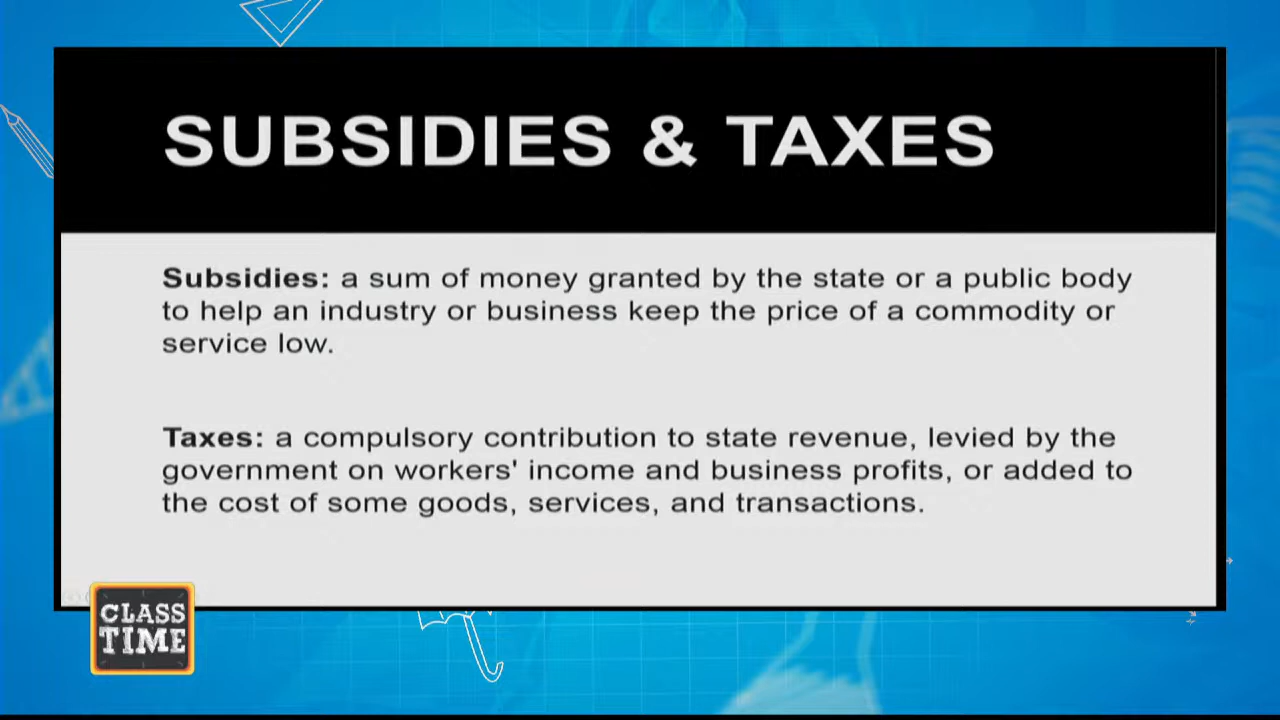 SUBSIDIES & TAXES
Subsidies: a sum of money granted by the state or a public body
to help an industry or business keep the price of a commodity or
service low.
Taxes: a compulsory contribution to state revenue, levied by the
government on workers' income and business profits, or added to
the cost of some goods, services, and transactions.
CLASS
TIME